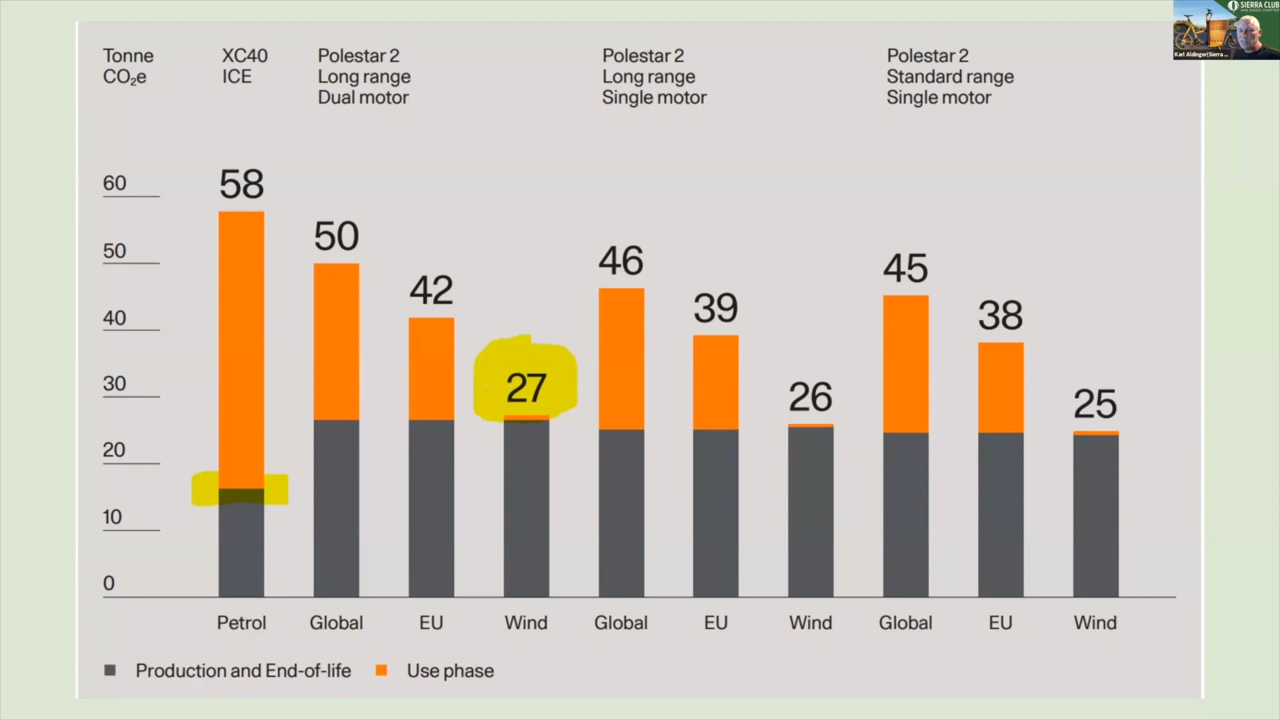 SIERRA CLUB
Karl Aldinger(Sierra ...
Tonne
CO₂e
XC40
ICE
Polestar 2
Long range
Dual motor
Polestar 2
Long range
Single motor
Polestar 2
Standard range
Single motor
60
50
40
30
20
10
0
58
50
42
27
46
39
26
45
38
25
Petrol
Global
EU
Wind
Global
EU
Wind
Global
EU
Wind
Production and End-of-life
Use phase